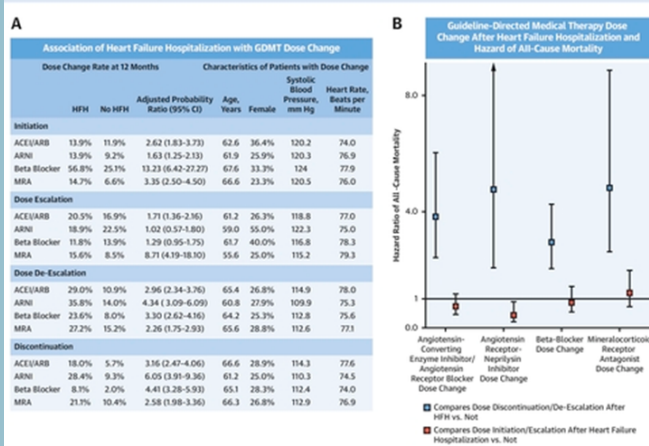 A
Association of Heart Failure Hospitalization with GDMT Dose Change
Dose Change Rate at 12 Months Characteristics of Patients with Dose Change
HFH No HFH Adjusted Probability Ratio (95% CI) Age, Years Female Systolic Blood Pressure, mm Hg Heart Rate, Beats per Minute
Initiation
ACEI/ARB 13.9% 11.9% 2.62 (1.83-3.73) 62.6 36.4% 120.2 74.0
ARNI 13.9% 9.2% 1.63 (1.25-2.13) 61.9 25.9% 120.3 76.9
Beta Blocker 56.8% 25.1% 13.23 (6.42-27.27) 67.6 33.3% 124 77.9
MRA 14.7% 6.6% 3.35 (2.50-4.50) 66.6 23.3% 120.5 76.0
Dose Escalation
ACEI/ARB 20.5% 16.9% 1.71 (1.36-2.16) 61.2 26.3% 118.8 77.0
ARNI 18.9% 22.5% 1.02 (0.57-1.80) 59.0 55.0% 122.3 75.0
Beta Blocker 11.8% 13.9% 1.29 (0.95-1.75) 61.7 40.0% 116.8 78.3
MRA 15.6% 8.5% 8.71 (4.19-18.10) 55.6 25.0% 115.2 79.3
Dose De-Escalation
ACEI/ARB 29.0% 10.9% 2.96 (2.34-3.76) 65.4 26.8% 114.9 78.0
ARNI 35.8% 14.0% 4.34 ( 3.09-6.09) 60.8 27.9% 109.9 75.3
Beta Blocker 23.6% 8.0% 3.30 (2.62-4.16) 64.2 25.3% 112.8 75.6
MRA 27.2% 15.2% 2.26 (1.75-2.93) 65.6 28.8% 112.6 77.1
Discontinuation
ACEI/ARB 18.0% 5.7% 3.16 (2.47-4.06) 66.6 28.9% 114.3 77.6
ARNI 28.4% 9.3% 6.05 (3.91-9.36) 61.2 25.0% 110.3 74.5
Beta Blocker 8.1% 2.0% 4.41 (3.28-5.93) 65.1 28.3% 112.4 74.0
MRA 21.1% 10.4% 2.58 (1.98-3.36) 66.3 26.8% 112.9 76.9
B
Guideline-Directed Medical Therapy Dose
Change After Heart Failure Hospitalization and
Hazard of All-Cause Mortality
Hazard Ratio of All -Cause Mortality
8.0
4.0
1
0.0
Angiotensin-Converting Enzyme Inhibitor/ Angiotensin Receptor Blocker Dose Change
Angiotensin Receptor-Neprilysin Inhibitor Dose Change
Beta-Blocker Dose Change
Mineralocorticoid Receptor Antagonist Dose Change
Compares Dose Discontinuation/De-Escalation After
HFH vs. Not
Compares Dose Initiation/Escalation After Heart Failure
Hospitalization vs. Not